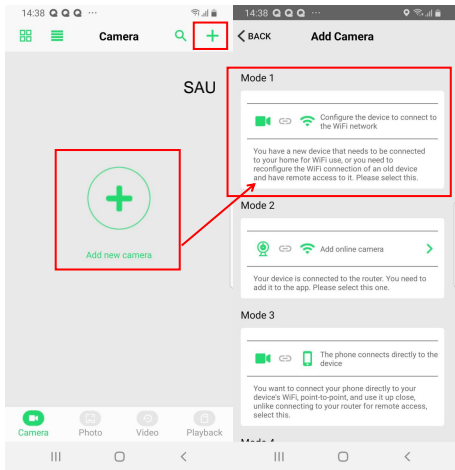 14:38
Camera
SAU
Add new camera
Camera
Photo
Video
Playback
14:38
BACK
Add Camera
Mode 1
Configure the device to connect to
the WiFi network
You have a new device that needs to be connected
to your home for WiFi use, or you need to
reconfigure the WiFi connection of an old device
and have remote access to it. Please select this.
Mode 2
Add online camera
Your device is connected to the router. You need to
add it to the app. Please select this one.
Mode 3
The phone connects directly to the
device
You want to connect your phone directly to your
device's WiFi, point-to-point, and use it up close,
unlike connecting to your router for remote access,
select this.
Mode 4